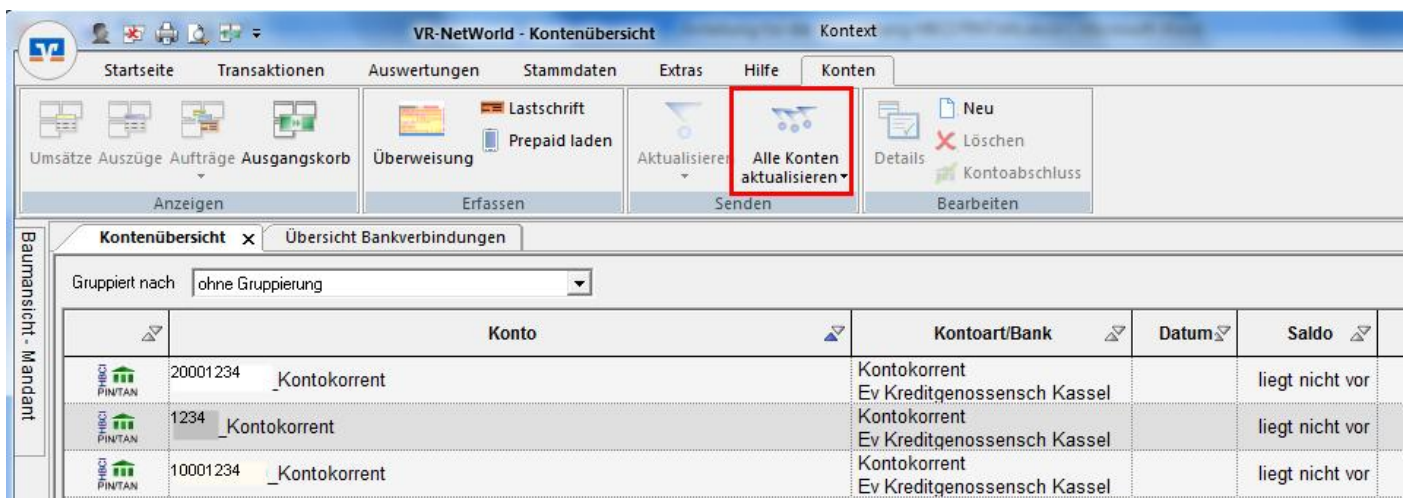 VR-NetWorld - Kontenübersicht
Kontext
Startseite Transaktionen Auswertungen Stammdaten Extras Hilfe Konten
Umsätze Auszüge Aufträge Ausgangskorb
Anzeigen
Überweisung
Lastschrift
Prepaid laden
Erfassen
Aktualisieren
Alle Konten
aktualisieren
Senden
Details
Neu
Löschen
Kontoabschluss
Bearbeiten
Baumansicht - Mandant
Kontenübersicht x Übersicht Bankverbindungen
Gruppiert nach ohne Gruppierung
Konto Kontoart/Bank Datum Saldo
HBCI
PIN/TAN
20001234 _Kontokorrent
Kontokorrent
Ev Kreditgenossensch Kassel
liegt nicht vor
HBCI
PIN/TAN
1234 _Kontokorrent
Kontokorrent
Ev Kreditgenossensch Kassel
liegt nicht vor
HBCI
PIN/TAN
10001234 _Kontokorrent
Kontokorrent
Ev Kreditgenossensch Kassel
liegt nicht vor